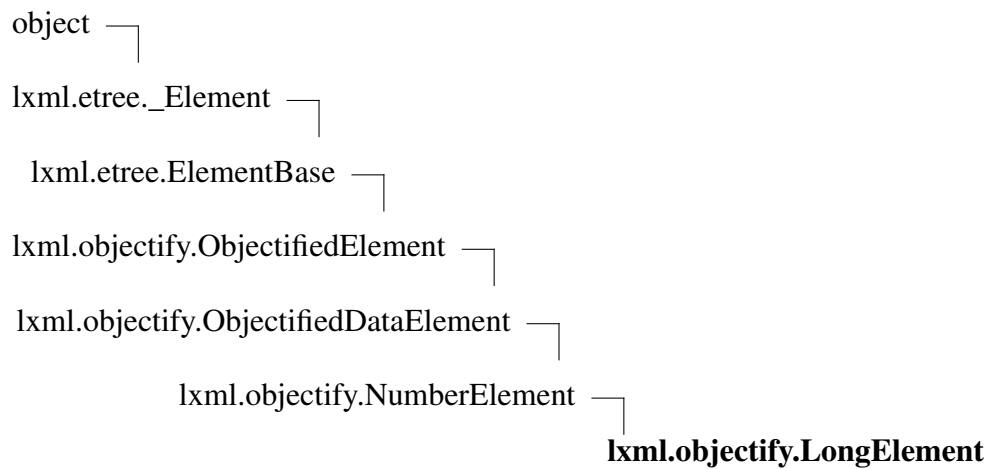 object
lxml.etree._Element
lxml.etree.ElementBase
lxml.objectify.ObjectifiedElement
lxml.objectify.ObjectifiedDataElement
lxml.objectify.NumberElement
lxml.objectify.LongElement